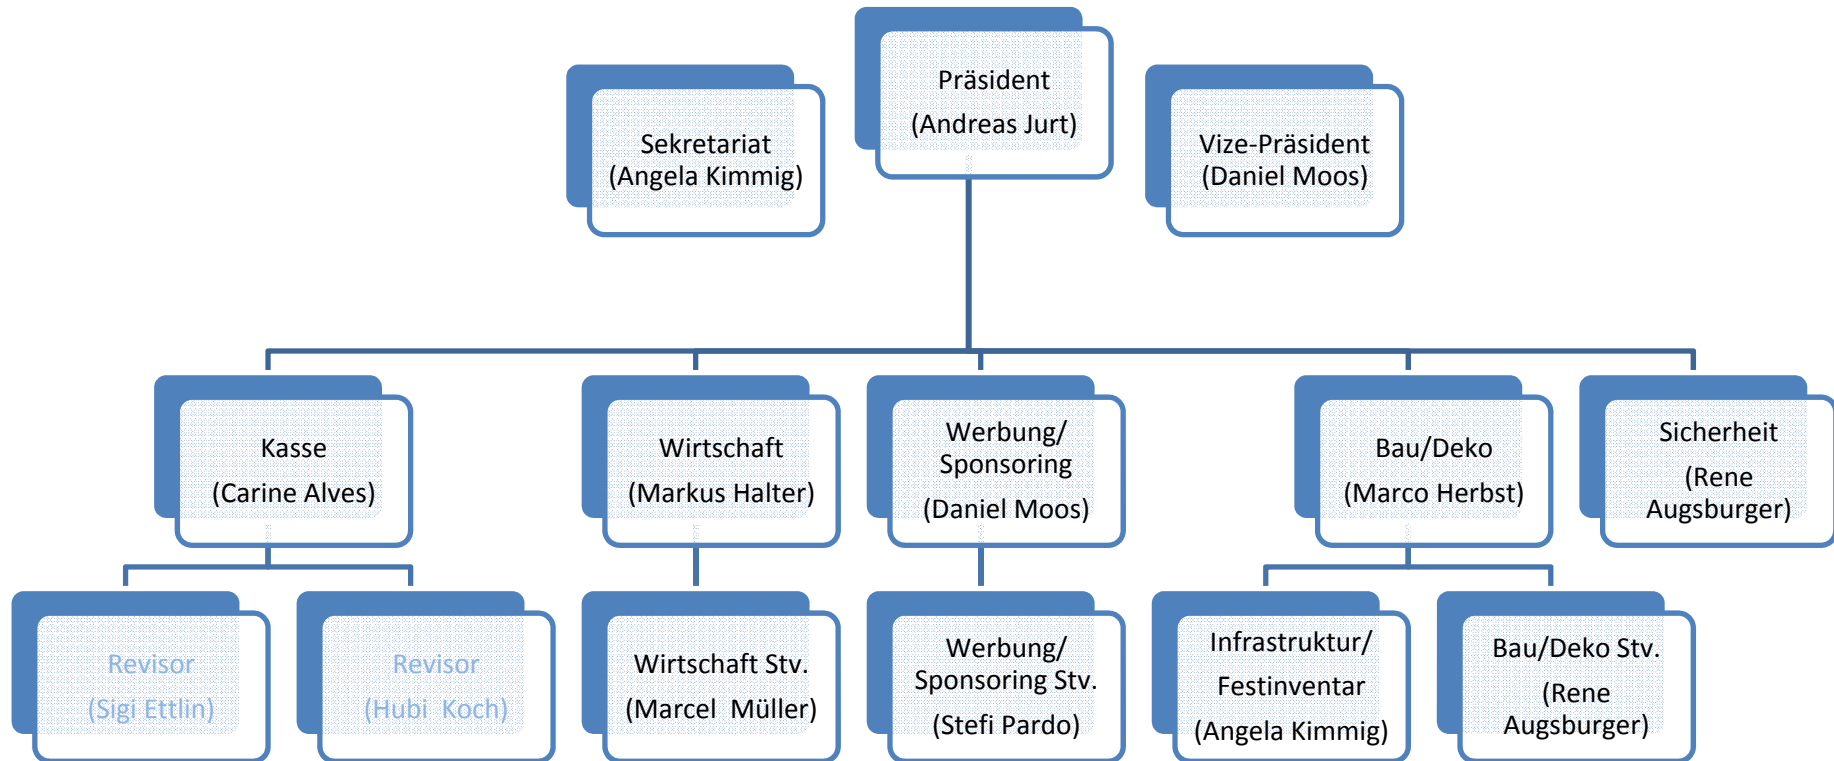 Präsident
(Andreas Jurt)
Sekretariat
(Angela Kimmig)
Vize-Präsident
(Daniel Moos)
Kasse
(Carine Alves)
Wirtschaft
(Markus Halter)
Werbung/
Sponsoring
(Daniel Moos)
Bau/Deko
(Marco Herbst)
Sicherheit
(Rene
Augsburger)
Revisor
(Sigi Ettlin)
Revisor
(Hubi Koch)
Wirtschaft Stv.
(Marcel Müller)
Werbung/
Sponsoring Stv.
(Stefi Pardo)
Infrastruktur/
Festinventar
(Angela Kimmig)
Bau/Deko Stv.
(Rene
Augsburger)